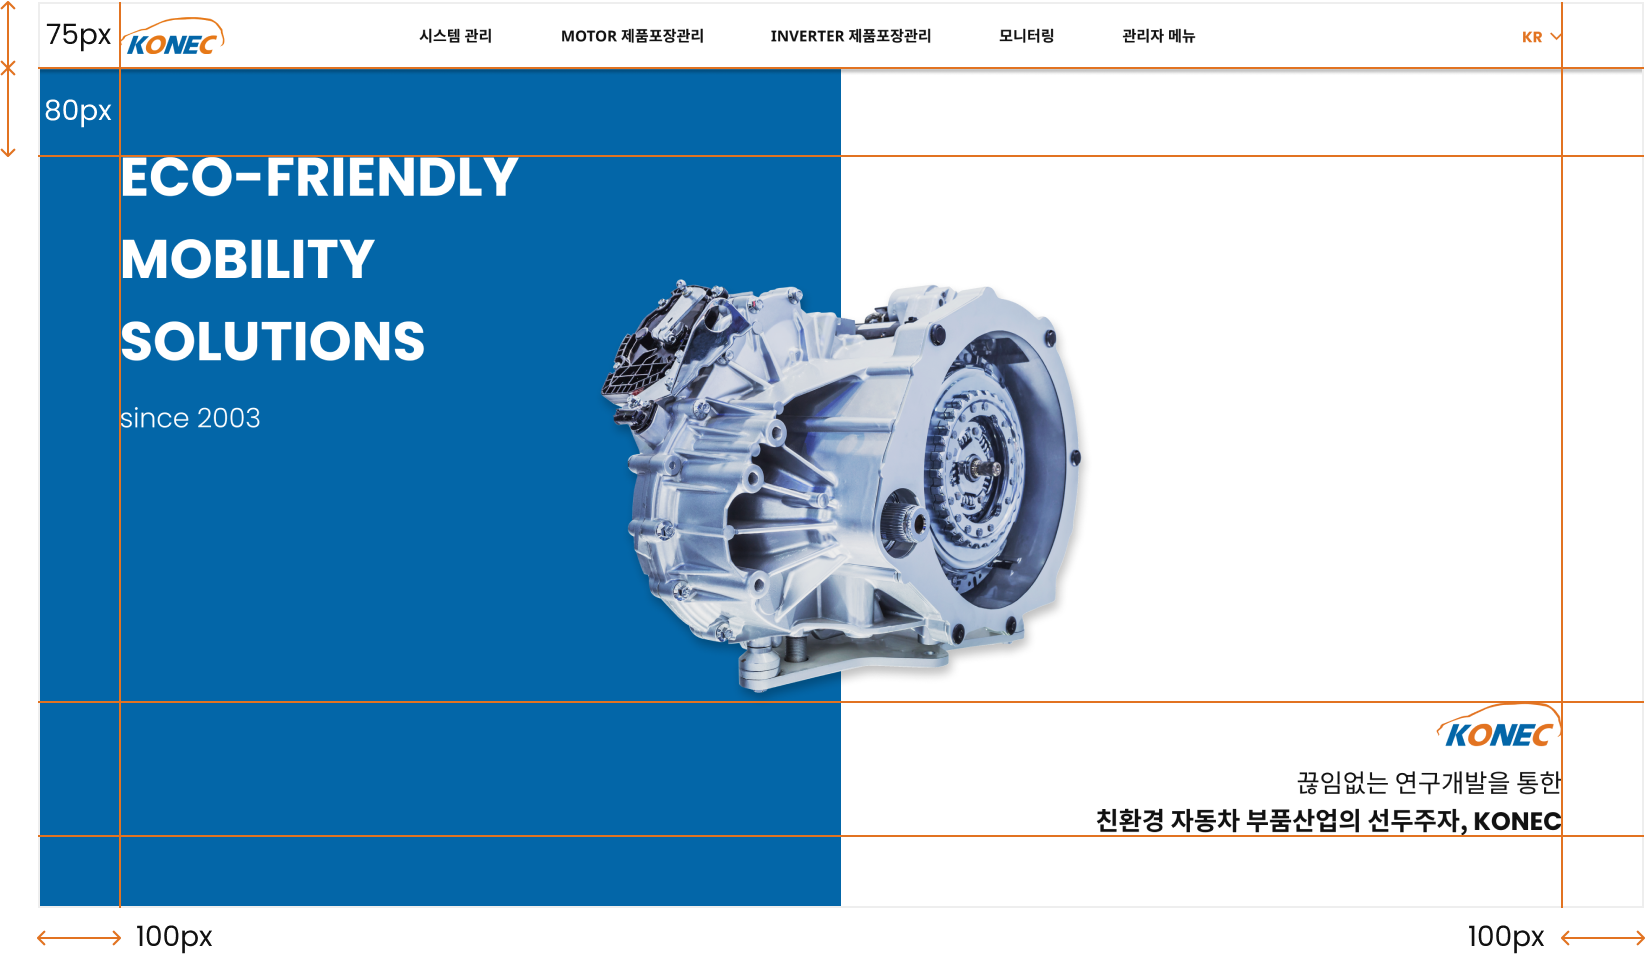 75px
KONEC
시스템 관리
MOTOR 제품포장관리
INVERTER 제품포장관리
모니터링
관리자 메뉴
KR
80px
ECO-FRIENDLY
MOBILITY
SOLUTIONS
since 2003
KONEC
끊임없는 연구개발을 통한
친환경 자동차 부품산업의 선두주자, KONEC
100px
100px